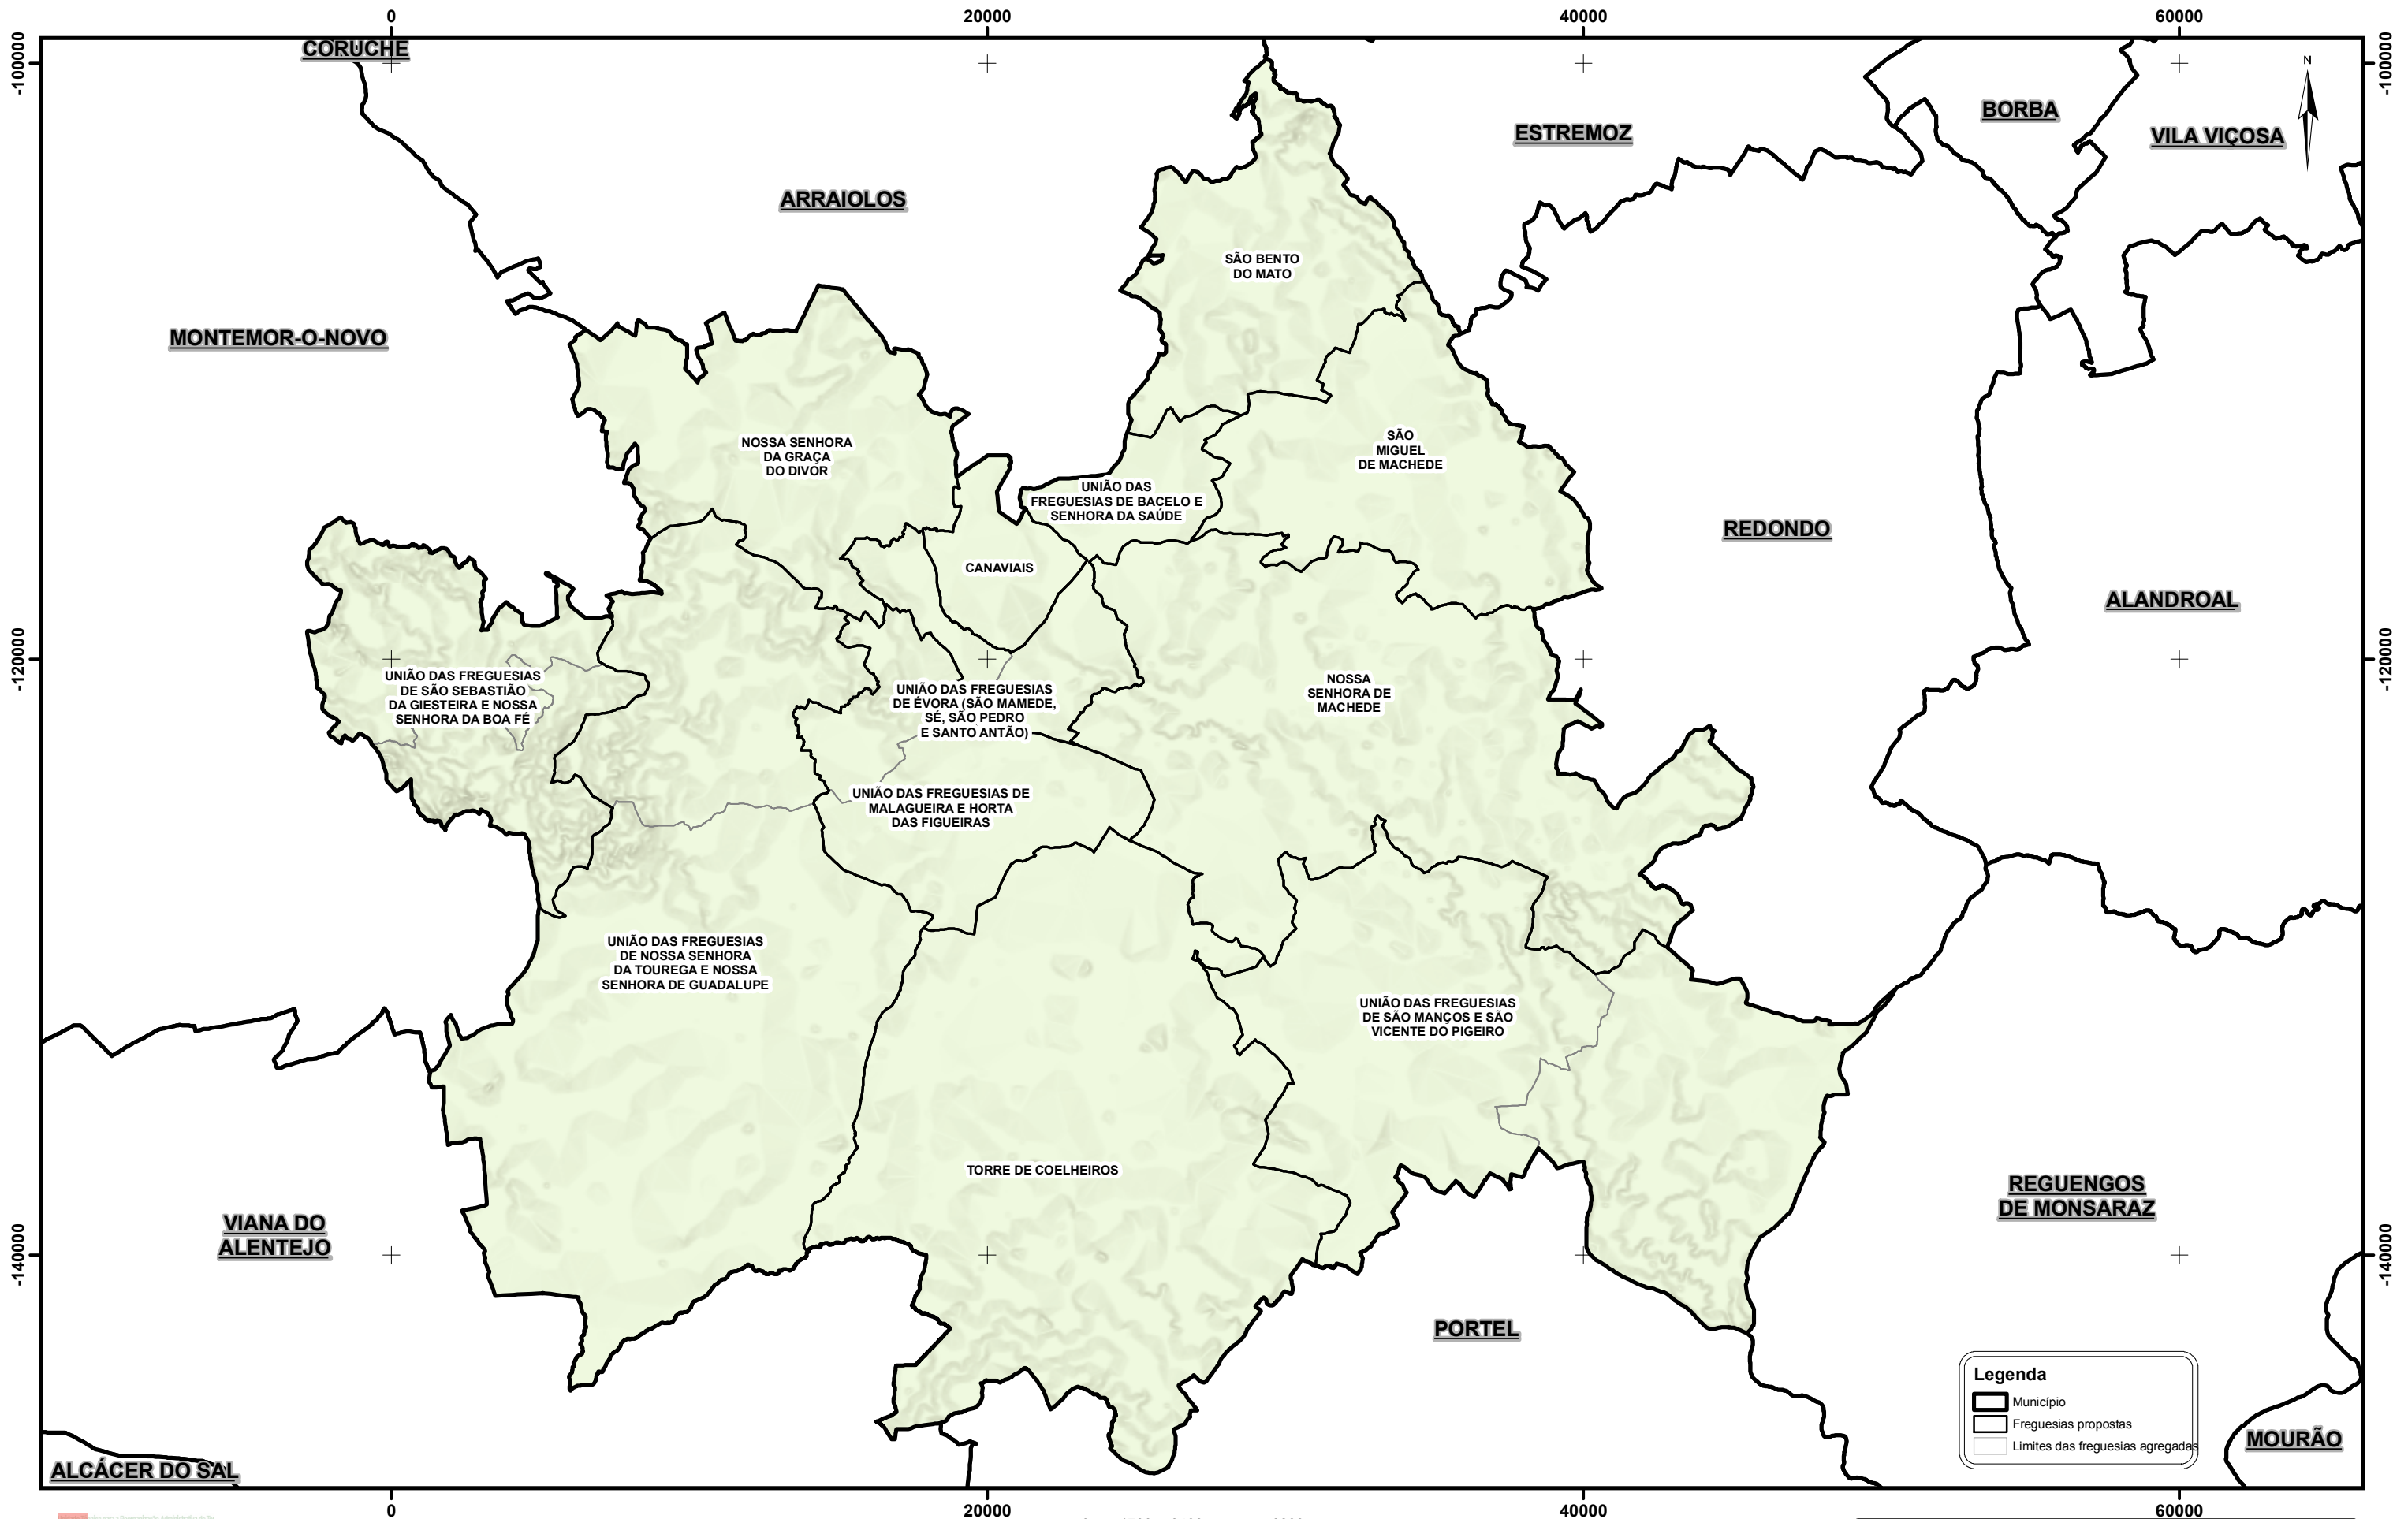 0
20000
40000
60000
-100000
-100000
CORUCHE
N
BORBA
ESTREMOZ
VILA VIÇOSA
ARRAIOLOS
SÃO BENTO
DO MATO
MONTEMOR-O-NOVO
NOSSA SENHORA
DA GRAÇA
DO DIVOR
SÃO
MIGUEL
DE MACHEDE
UNIÃO DAS
FREGUESIAS DE BACELO E
SENHORA DA SAÚDE
REDONDO
CANAVIAIS
ALANDROAL
-120000
-120000
UNIÃO DAS FREGUESIAS
DE SÃO SEBASTIÃO
DA GIESTEIRA E NOSSA
SENHORA DA BOA FÉ
UNIÃO DAS FREGUESIAS
DE ÉVORA (SÃO MAMEDE,
SÉ, SÃO PEDRO
E SANTO ANTÃO)
NOSSA
SENHORA DE
MACHEDE
UNIÃO DAS FREGUESIAS DE
MALAGUEIRA E HORTA
DAS FIGUEIRAS
UNIÃO DAS FREGUESIAS
DE NOSSA SENHORA
DA TOUREGA E NOSSA
SENHORA DE GUADALUPE
UNIÃO DAS FREGUESIAS
DE SÃO MANÇOS E SÃO
VICENTE DO PIGEIRO
TORRE DE COELHEIROS
REGUENGOS
DE MONSARAZ
VIANA DO
ALENTEJO
-140000
-140000
PORTEL
Legenda
Município
Freguesias propostas
Limites das freguesias agregadas
MOURÃO
ALCÁCER DO SAL
0
20000
40000
60000